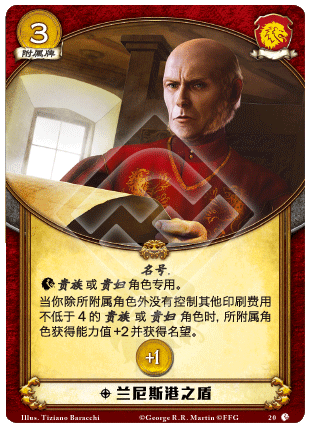 3
附属牌
名号.
贵族 或 贵妇 角色专用。
当你除所附属角色外没有控制其他印刷费用
不低于 4 的 贵族 或 贵妇 角色时, 所附属角
色获得能力值 +2 并获得名望。
+1
兰尼斯港之盾
Illus. Tiziano Baracchi ©George R.R. Martin ©FFG 20